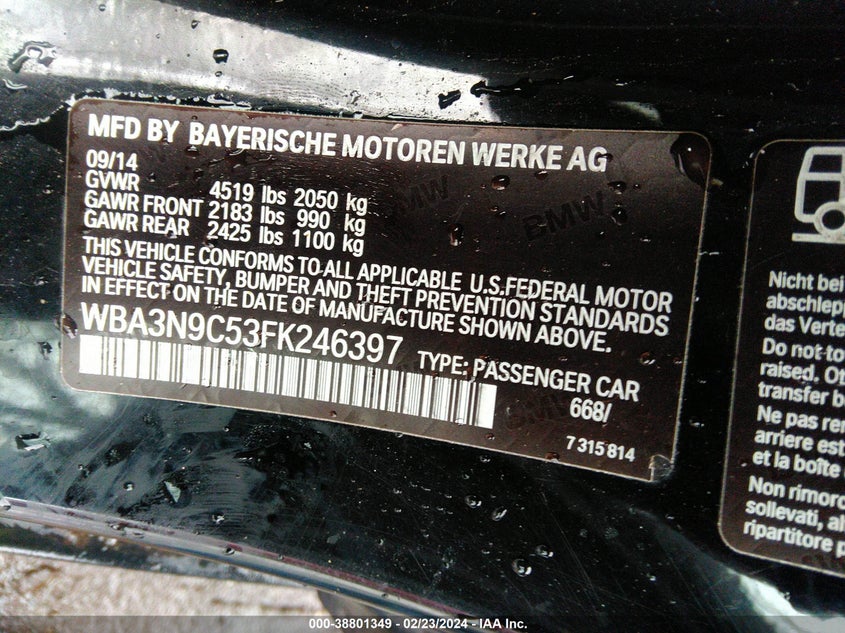 MFD BY BAYERISCHE MOTOREN WERKE AG
09/14
GVWR 4519 lbs 2050 kg
GAWR FRONT 2183 lbs 990 kg
GAWR REAR 2425 lbs 1100 kg
THIS VEHICLE CONFORMS TO ALL APPLICABLE U.S.FEDERAL MOTOR
VEHICLE SAFETY, BUMPER AND THEFT PREVENTION STANDARDS
IN EFFECT ON THE DATE OF MANUFACTURE SHOWN ABOVE.
WBA3N9C53FK246397 TYPE: PASSENGER CAR
668/
7 315 814
BMW
BMW
BMW
Nicht bei
abschlepp
das Verte
Do not to
raised. Ot
transfer b
Ne pas re
arriere est
et la boîte
Non rimor
sollevati, al
ripartitore p
000-38801349 - 02/23/2024 - IAA Inc.